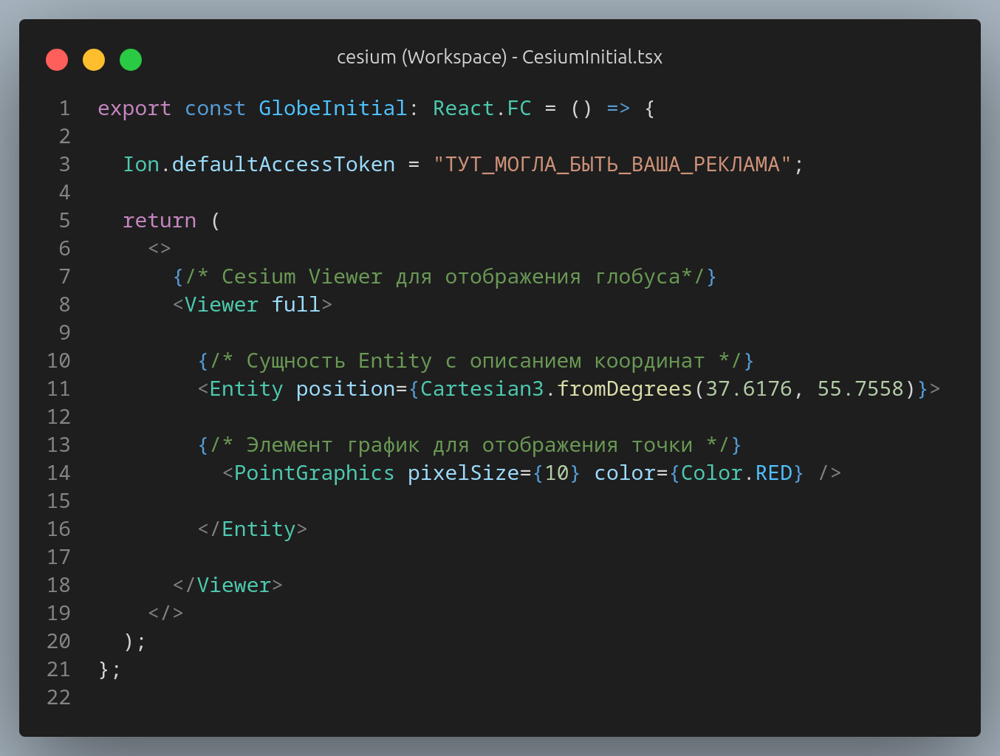 cesium (Workspace) - CesiumInitial.tsx
1 export const GlobeInitial: React.FC = () => {
2
3 Ion.defaultAccessToken = "ТУТ_МОГЛА_БЫТЬ_ВАША_РЕКЛАМА";
4
5 return (
6 <>
7 {/* Cesium Viewer для отображения глобуса*/}
8 <Viewer full>
9
10 {/* Сущность Entity с описанием координат */}
11 <Entity position={Cartesian3.fromDegrees(37.6176, 55.7558)}>
12
13 {/* Элемент график для отображения точки */}
14 <PointGraphics pixelSize={10} color={Color.RED} />
15
16 </Entity>
17
18 </Viewer>
19 </>
20 );
21 };
22